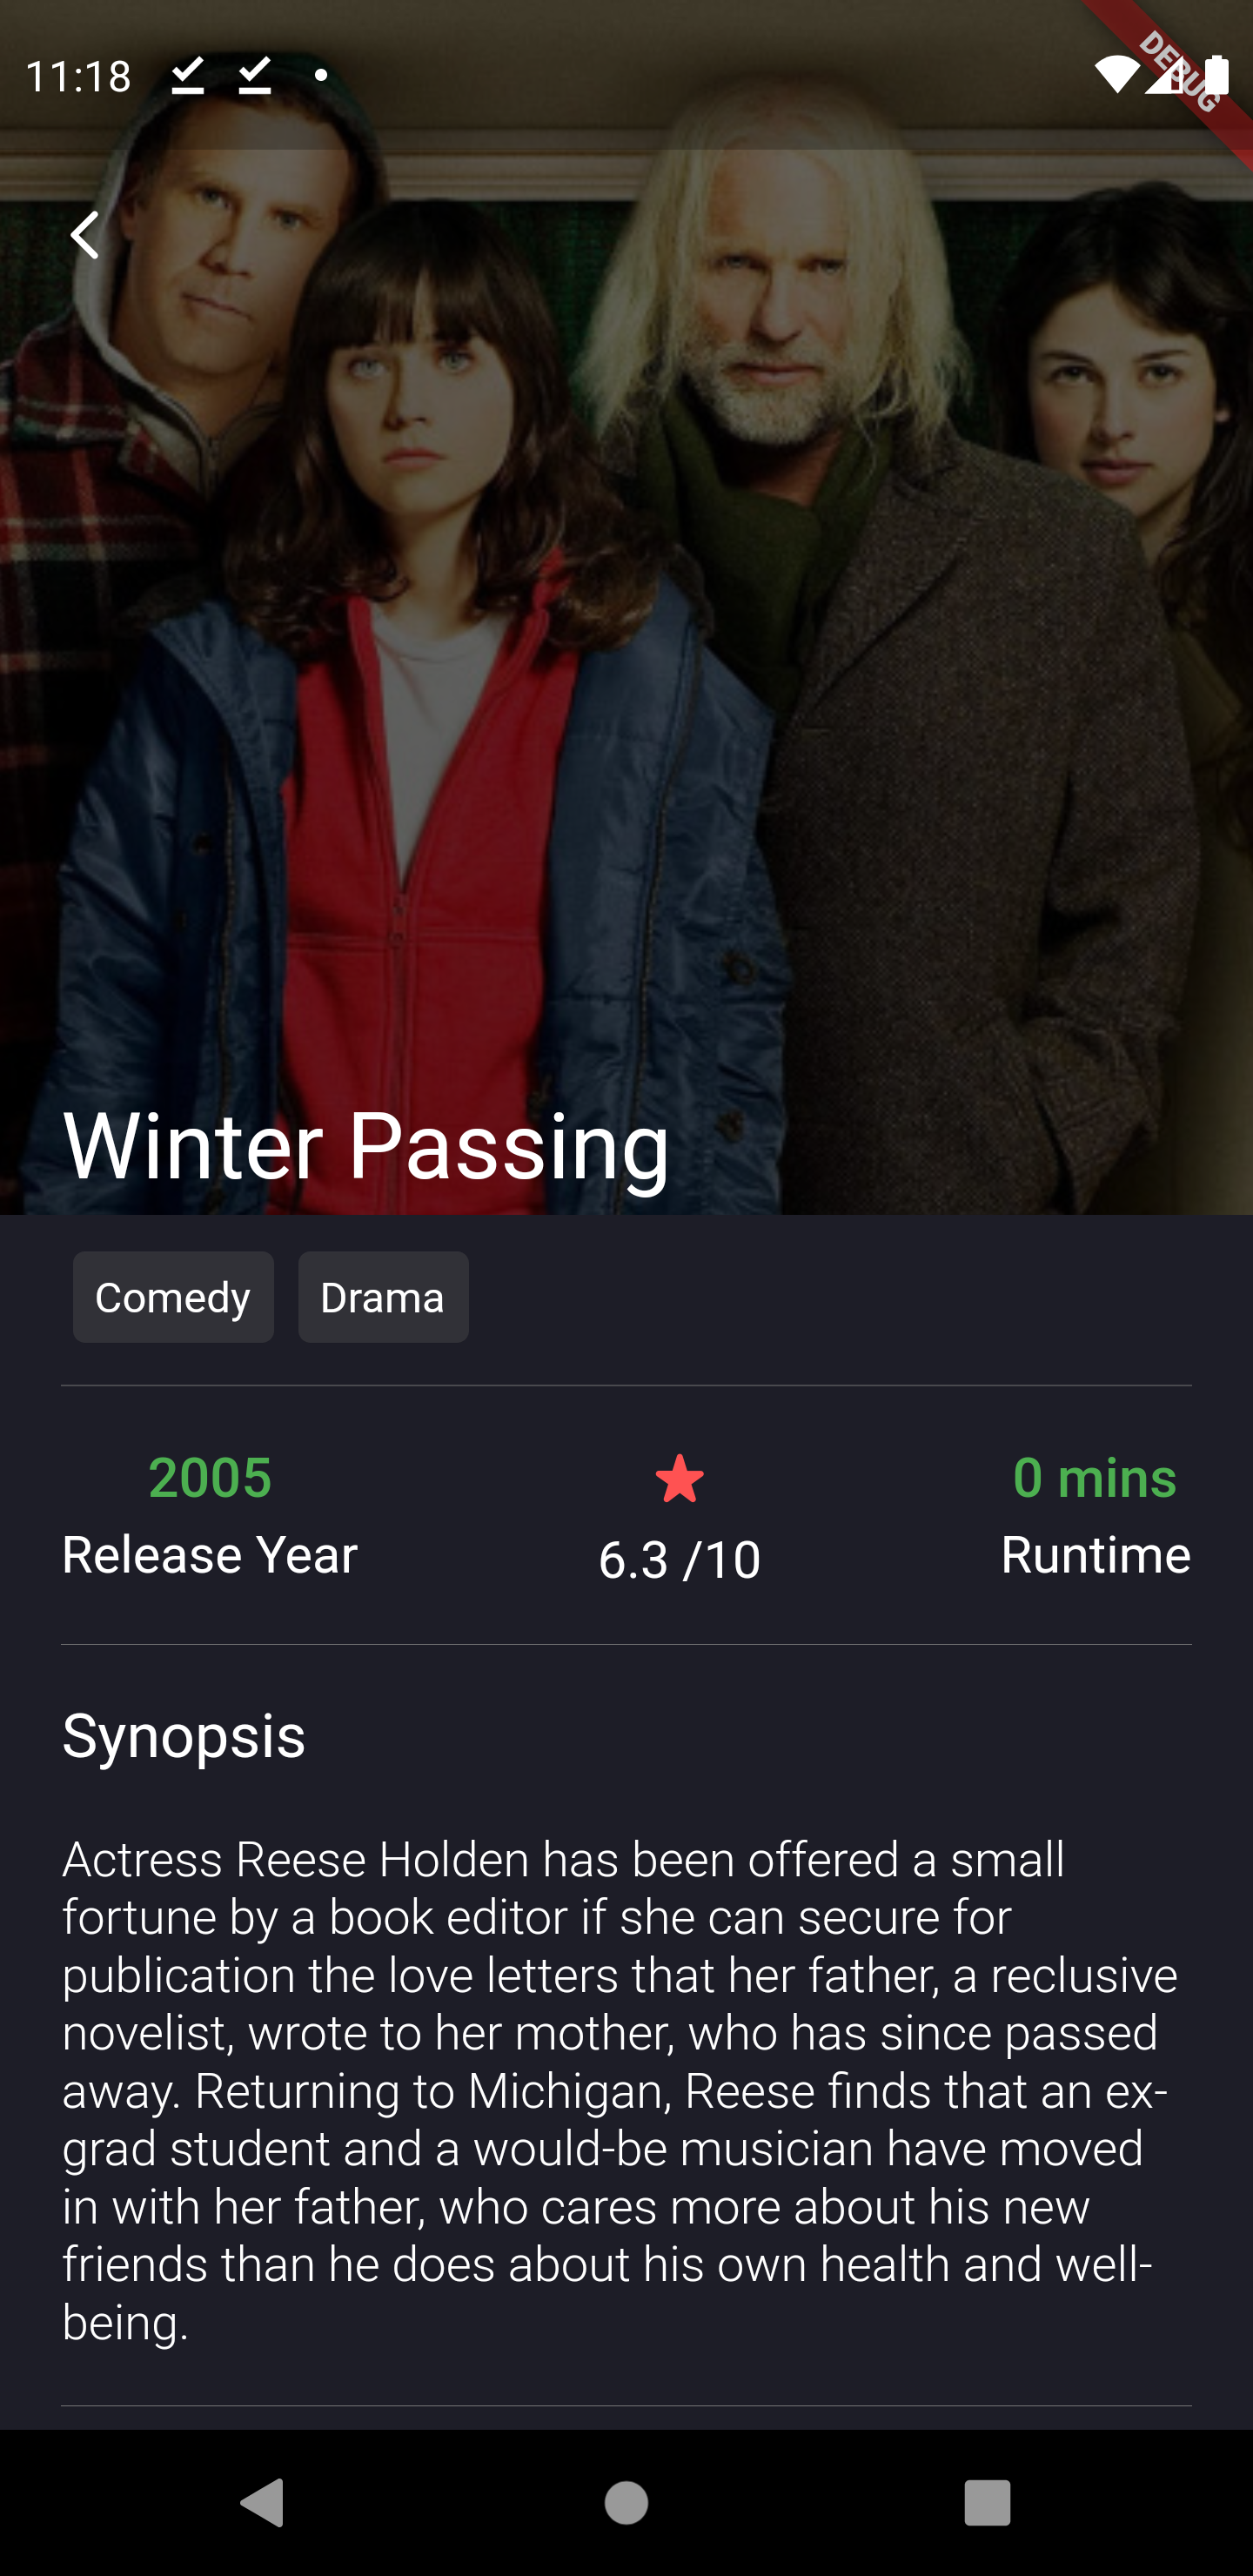 11:18
DEBUG
Winter Passing
Comedy Drama
2005
0 mins
Release Year
6.3 /10
Runtime
Synopsis
Actress Reese Holden has been offered a small
fortune by a book editor if she can secure for
publication the love letters that her father, a reclusive
novelist, wrote to her mother, who has since passed
away. Returning to Michigan, Reese finds that an ex-
grad student and a would-be musician have moved
in with her father, who cares more about his new
friends than he does about his own health and well-
being.